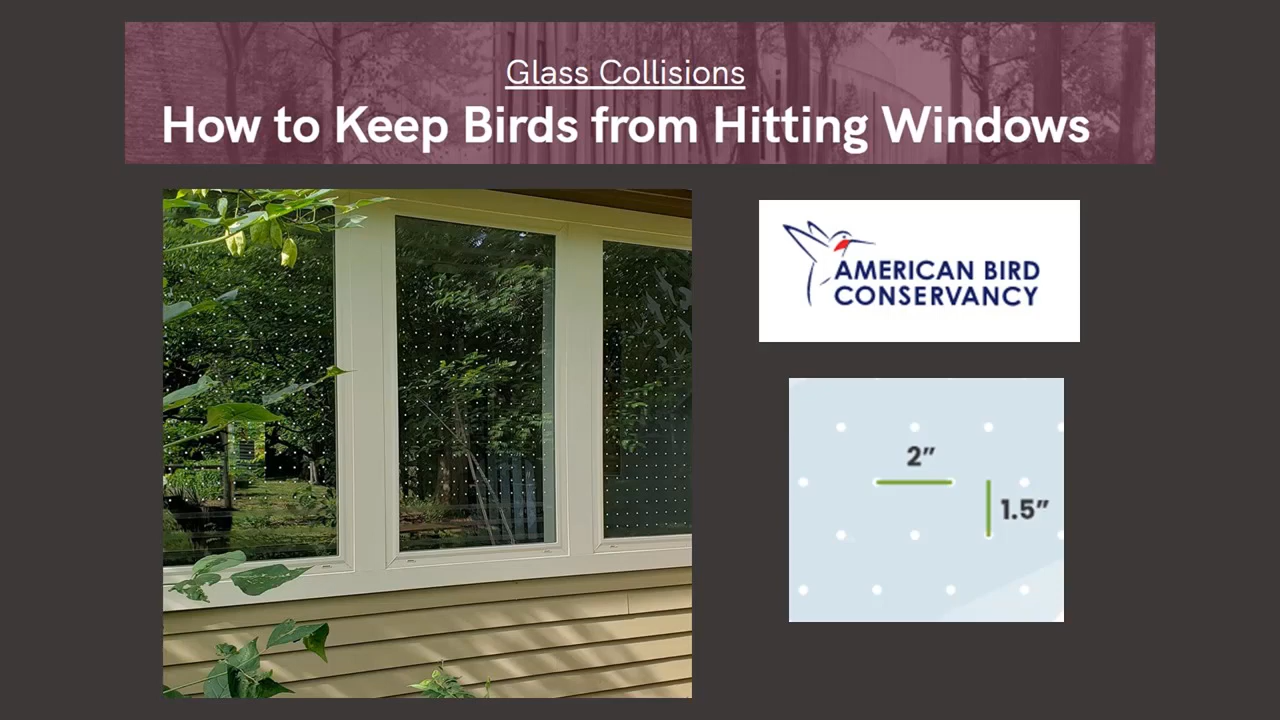 Glass Collisions
How to Keep Birds from Hitting Windows
AMERICAN BIRD
CONSERVANCY
2”
1.5”